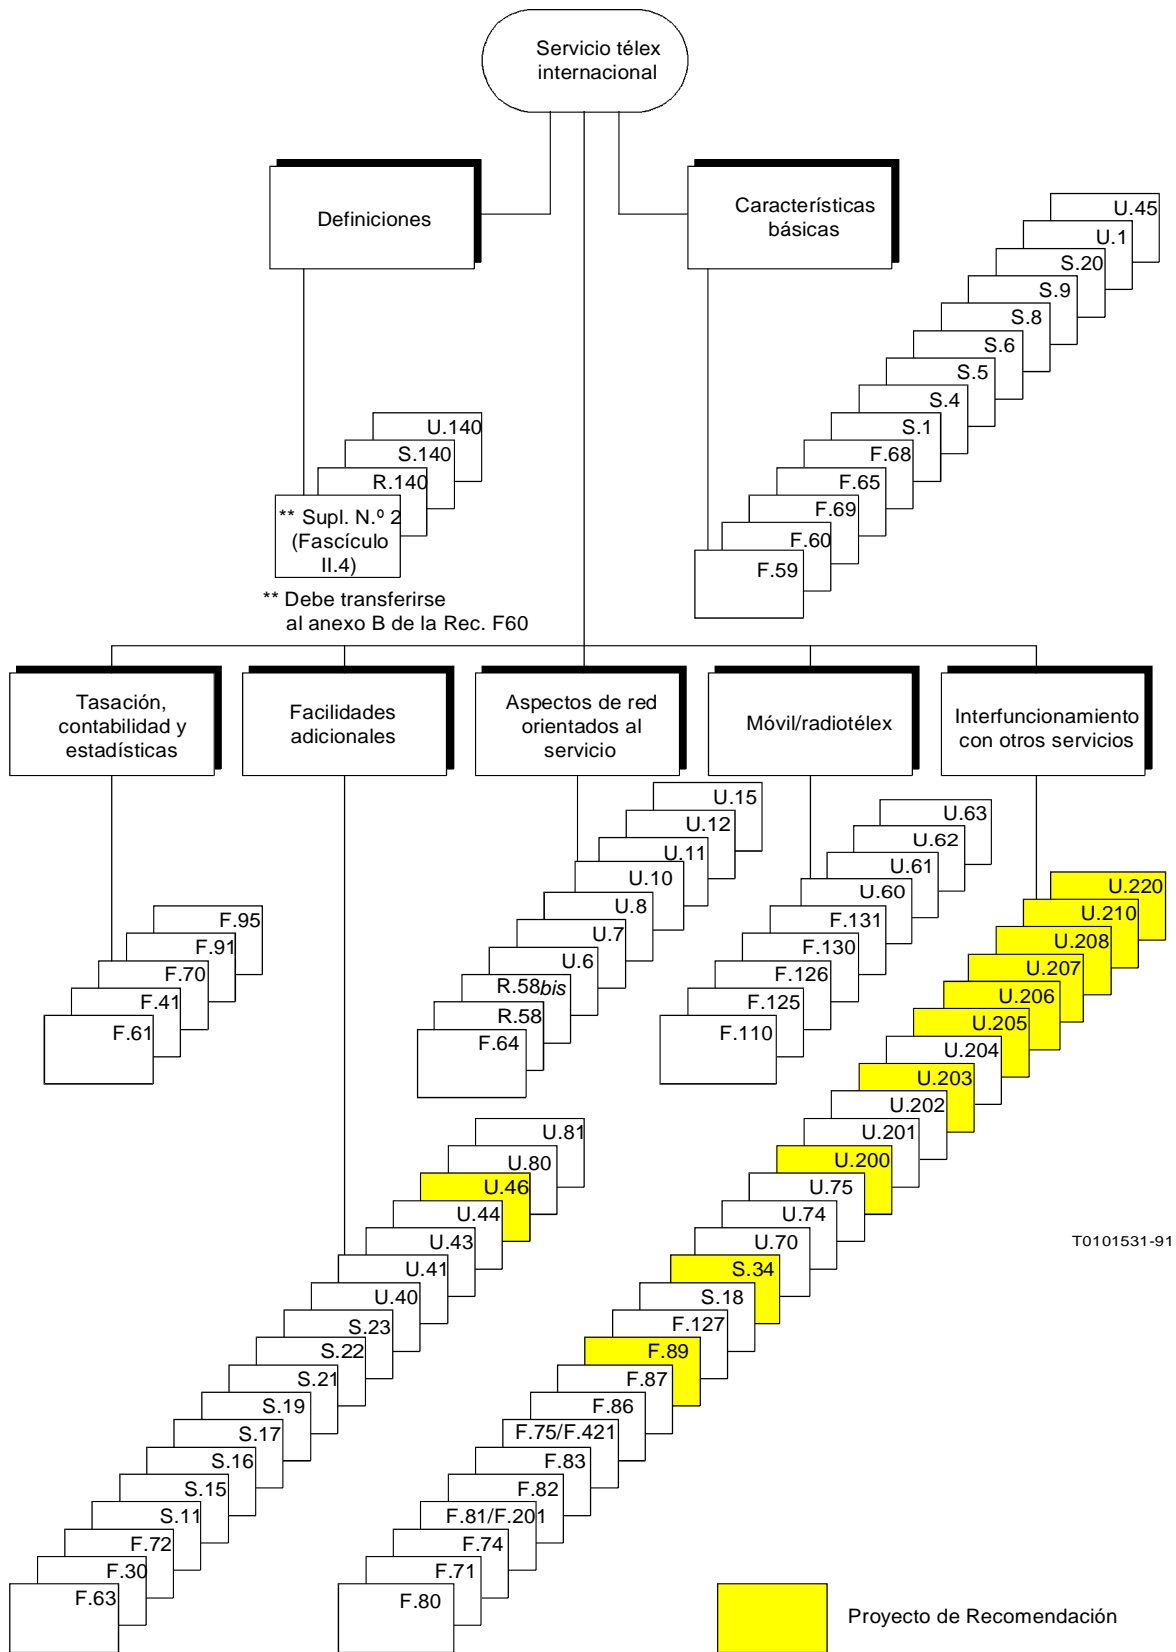 Servicio télex
internacional
Definiciones
Características
básicas
U.45
U.1
S.20
S.9
S.8
S.6
S.5
S.4
S.1
F.68
F.65
F.69
F.60
F.59
U.140
S.140
R.140
** Supl. N.º 2
(Fascículo
II.4)
** Debe transferirse
al anexo B de la Rec. F60
Tasación,
contabilidad y
estadísticas
Facilidades
adicionales
Aspectos de red
orientados al
servicio
Móvil/radiotélex
Interfuncionamiento
con otros servicios
F.95
F.91
F.70
F.41
F.61
U.15
U.12
U.11
U.10
U.8
U.7
U.6
R.58bis
R.58
F.64
U.63
U.62
U.61
U.60
F.131
F.130
F.126
F.125
F.110
U.220
U.210
U.208
U.207
U.206
U.205
U.204
U.203
U.202
U.201
U.200
U.75
U.74
U.70
S.34
S.18
F.127
F.89
F.87
F.86
F.75/F.421
F.83
F.82
F.81/F.201
F.74
F.71
F.80
U.81
U.80
U.46
U.44
U.43
U.41
U.40
S.23
S.22
S.21
S.19
S.17
S.16
S.15
S.11
F.72
F.30
F.63
T0101531-91
Proyecto de Recomendación